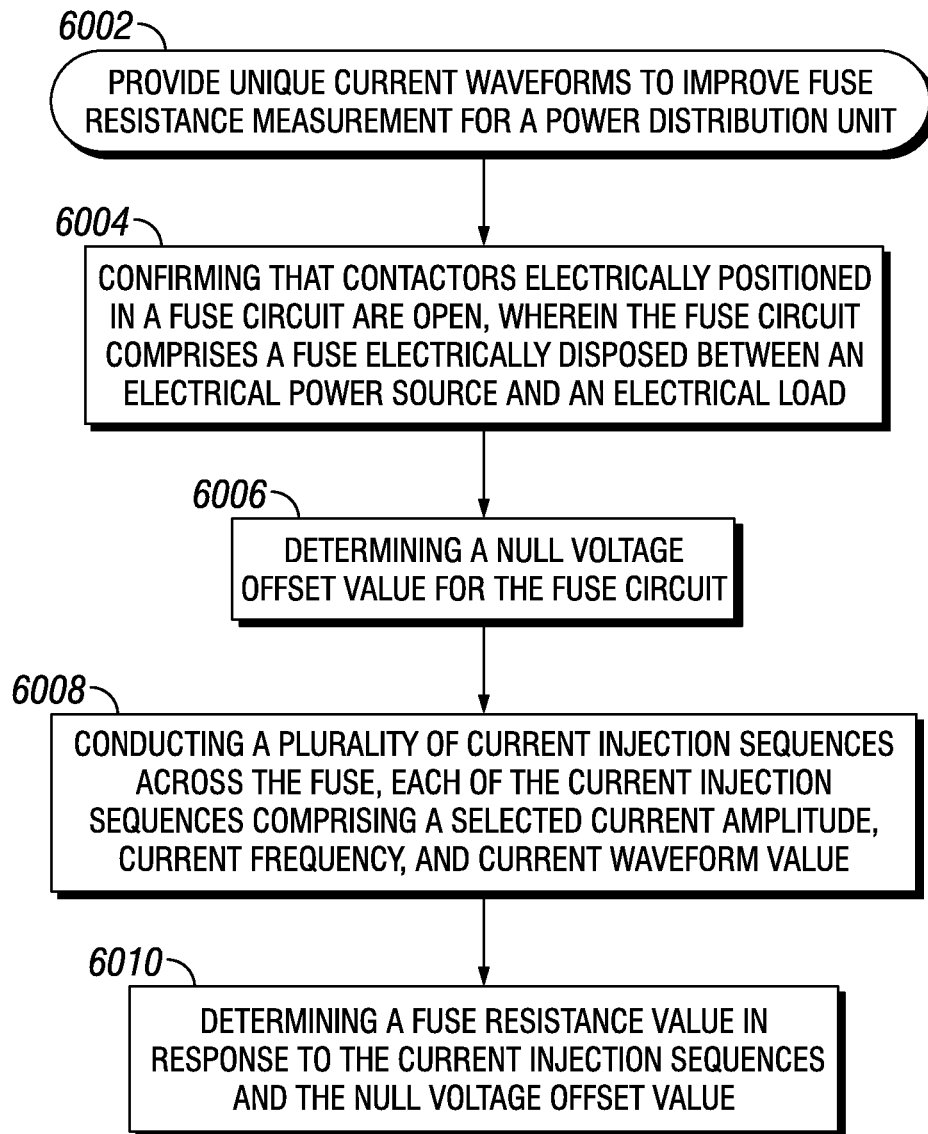 6002
PROVIDE UNIQUE CURRENT WAVEFORMS TO IMPROVE FUSE
RESISTANCE MEASUREMENT FOR A POWER DISTRIBUTION UNIT
6004
CONFIRMING THAT CONTACTORS ELECTRICALLY POSITIONED
IN A FUSE CIRCUIT ARE OPEN, WHEREIN THE FUSE CIRCUIT
COMPRISES A FUSE ELECTRICALLY DISPOSED BETWEEN AN
ELECTRICAL POWER SOURCE AND AN ELECTRICAL LOAD
6006
DETERMINING A NULL VOLTAGE
OFFSET VALUE FOR THE FUSE CIRCUIT
6008
CONDUCTING A PLURALITY OF CURRENT INJECTION SEQUENCES
ACROSS THE FUSE, EACH OF THE CURRENT INJECTION
SEQUENCES COMPRISING A SELECTED CURRENT AMPLITUDE,
CURRENT FREQUENCY, AND CURRENT WAVEFORM VALUE
6010
DETERMINING A FUSE RESISTANCE VALUE IN
RESPONSE TO THE CURRENT INJECTION SEQUENCES
AND THE NULL VOLTAGE OFFSET VALUE